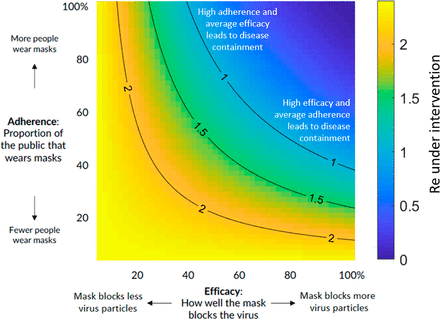 100%
80
60
40
20
More people
wear masks
Adherence:
Proportion of
the public that
wears masks
Fewer people
wear masks
High adherence and
average efficacy
leads to disease
containment
High efficacy and
average adherence
leads to disease
containment
1
1
1.5
1.5
2
2
2
20
40
60
80
100%
Efficacy:
How well the mask
blocks the virus
Mask blocks less
virus particles
Mask blocks more
virus particles
2
1.5
1
0.5
0
Re under intervention